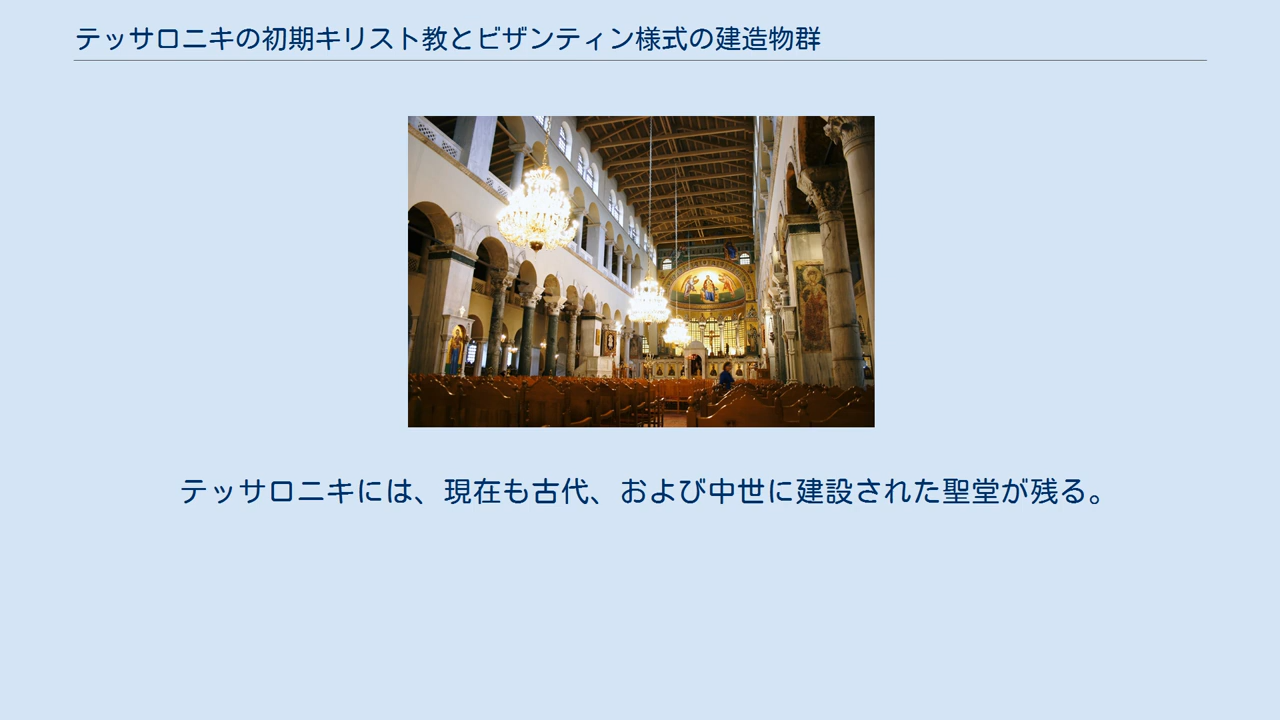 テッサロニキの初期キリスト教とビザンティン様式の建造物群
テッサロニキには、現在も古代、および中世に建設された聖堂が残る。